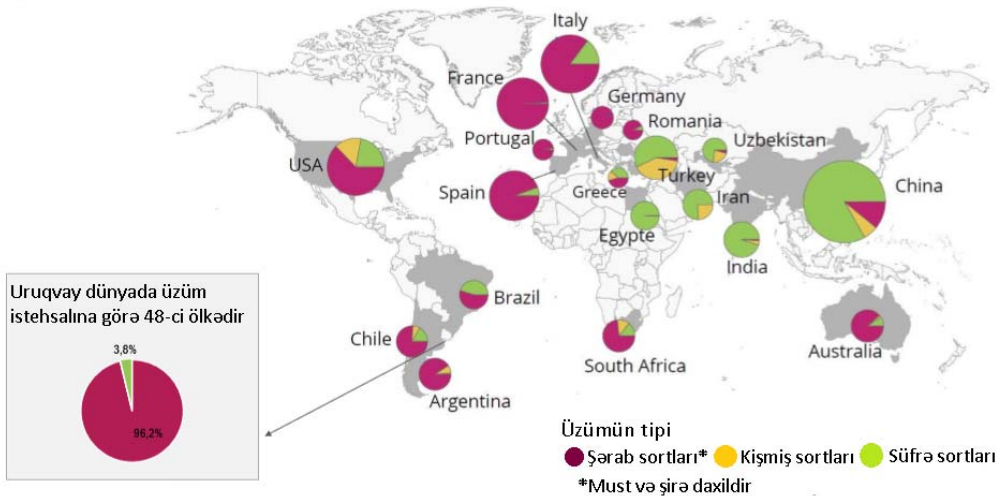 Italy
France
Germany
Romania
Portugal
Uzbekistan
USA
Turkey
China
Spain
Greece
Iran
Egypte
India
Uruqvay dünyada üzüm
istehsalına görə 48-ci ölkədir
3,8%
96,2%
Brazil
Chile
South Africa
Australia
Argentina
Üzümün tipi
Şərab sortları*
Kişmiş sortları
Süfrə sortları
*Must və şirə daxildir